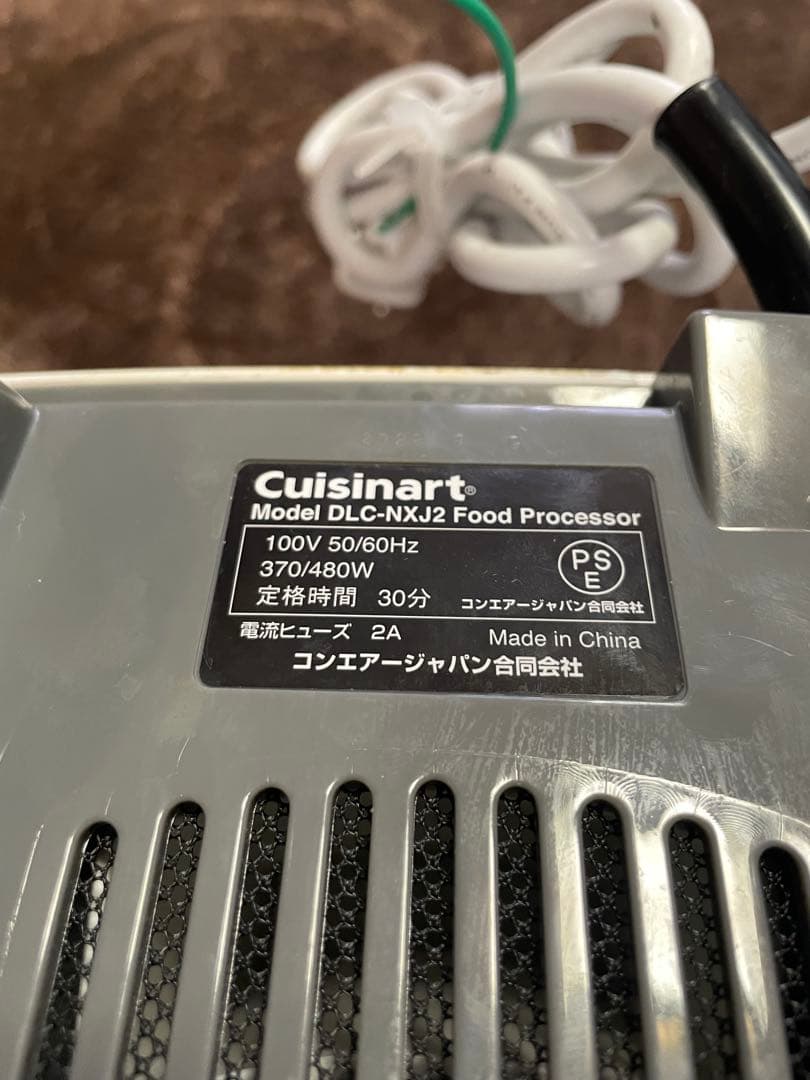 Cuisinart®
Model DLC-NXJ2 Food Processor
100V 50/60Hz
370/480W
定格時間 30分
PS
E
コンエアージャパン合同会社
電流ヒューズ 2A
Made in China
コンエアージャパン合同会社